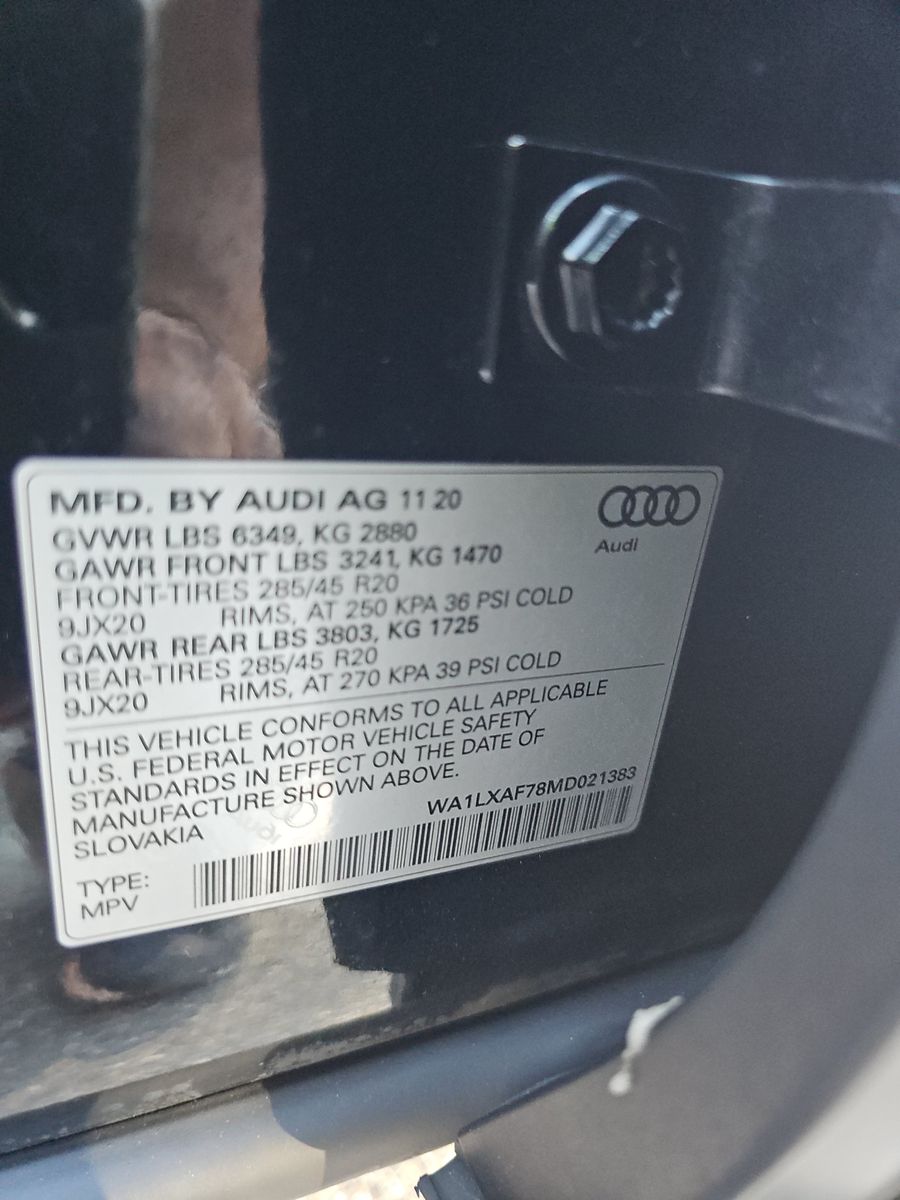 MFD. BY AUDI AG 11 20
Audi
GVWR LBS 6349, KG 2880
GAWR FRONT LBS 3241, KG 1470
FRONT-TIRES 285/45 R20
9JX20 RIMS, AT 250 KPA 36 PSI COLD
GAWR REAR LBS 3803, KG 1725
REAR-TIRES 285/45 R20
9JX20 RIMS, AT 270 KPA 39 PSI COLD
THIS VEHICLE CONFORMS TO ALL APPLICABLE
U.S. FEDERAL MOTOR VEHICLE SAFETY
STANDARDS IN EFFECT ON THE DATE OF
MANUFACTURE SHOWN ABOVE.
SLOVAKIA
WA1LXAF78MD021383
TYPE:
MPV